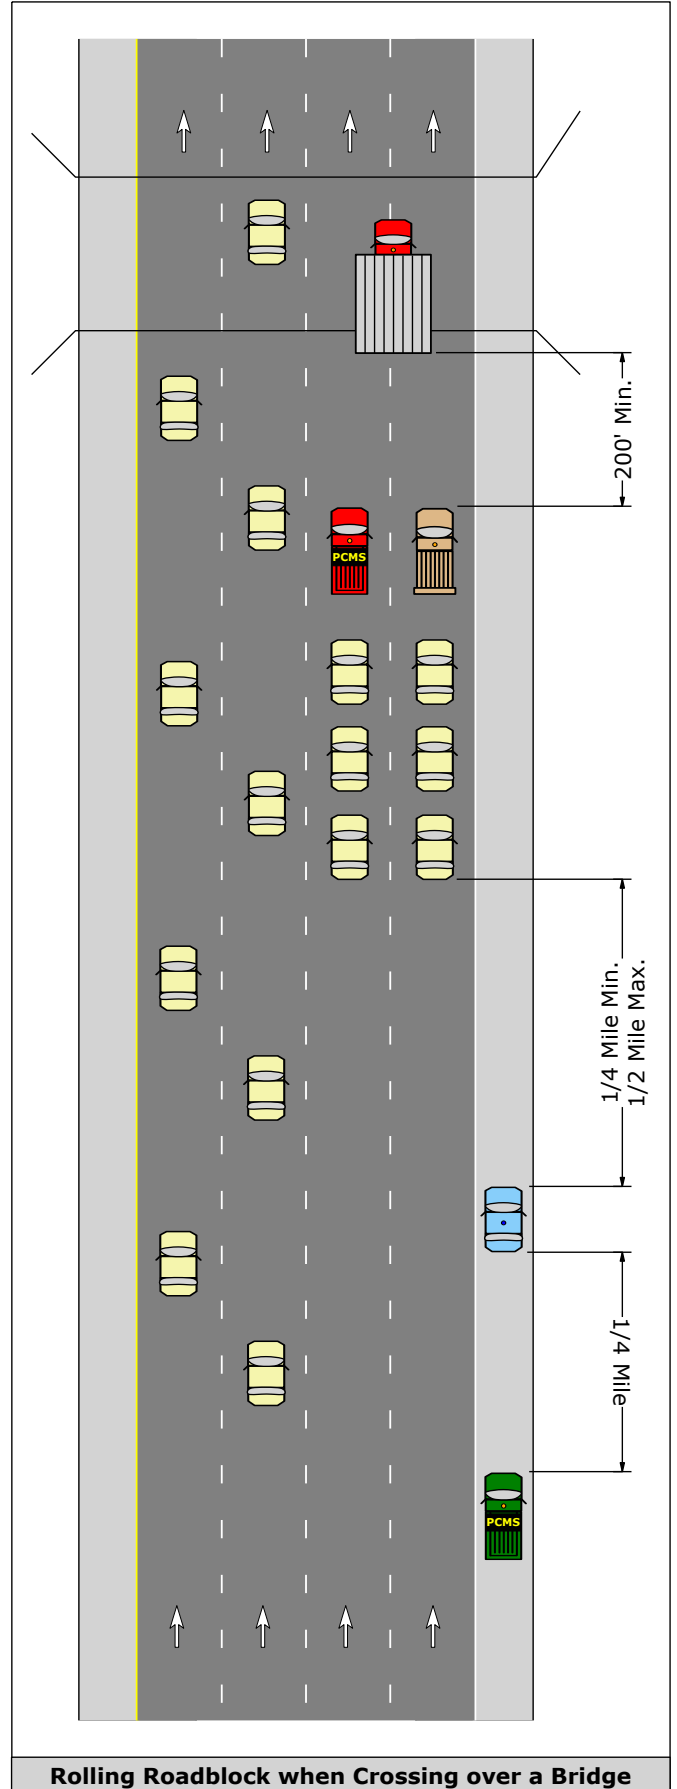 200' Min.
PCMS
1/4 Mile Min.
1/2 Mile Max.
1/4 Mile
PCMS
Rolling Roadblock when Crossing over a Bridge